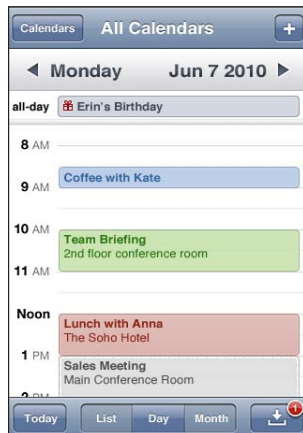 Calendars All Calendars +
Monday Jun 7 2010
all-day Erin's Birthday
8 AM
Coffee with Kate
9 AM
10 AM
Team Briefing
2nd floor conference room
11 AM
Noon
Lunch with Anna
The Soho Hotel
1 PM
Sales Meeting
Main Conference Room
2 PM
Today List Day Month 1